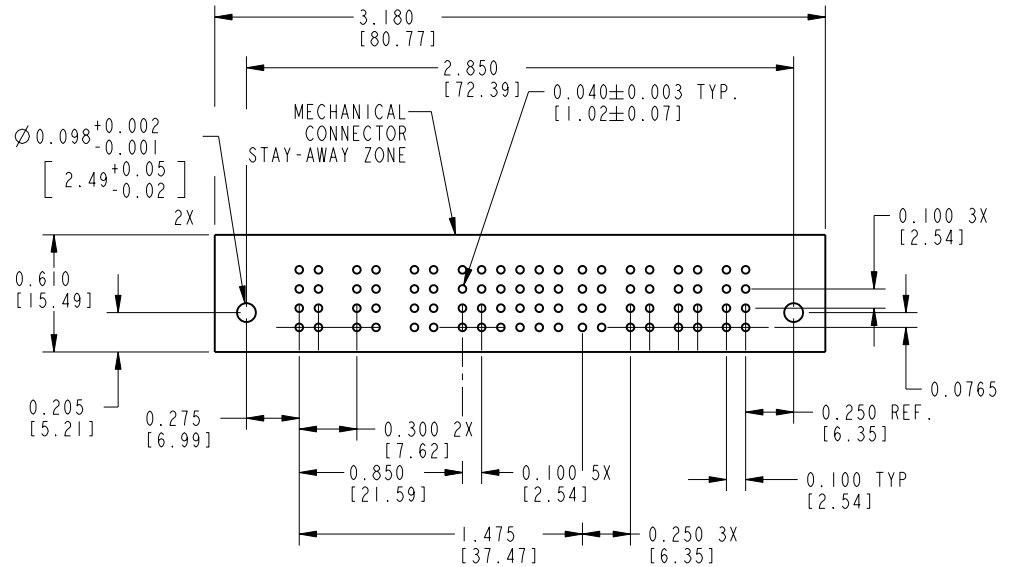 3.180
[80.77]
2.850
[72.39]
0.040±0.003 TYP.
[1.02±0.07]
MECHANICAL
CONNECTOR
STAY-AWAY ZONE
Ø0.098 +0.002
-0.001
[ 2.49 +0.05 ]
-0.02
2X
0.100 3X
[2.54]
0.610
[15.49]
0.205
[5.21]
0.275
[6.99]
0.300 2X
[7.62]
0.850
[21.59]
0.100 5X
[2.54]
1.475
[37.47]
0.250 3X
[6.35]
0.100 TYP
[2.54]
0.250 REF.
[6.35]
0.0765